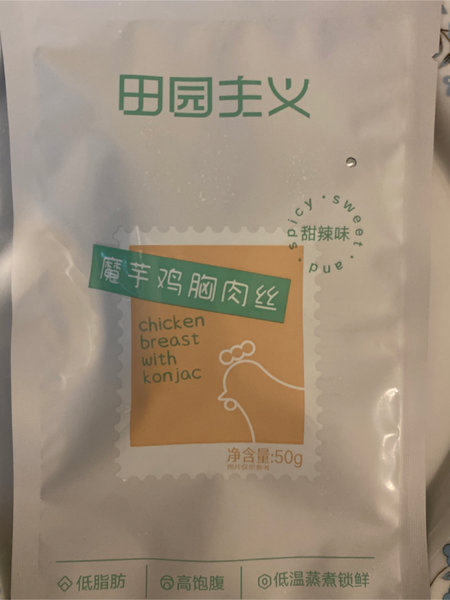 田园主义
spicy · sweet · and ·
甜辣味
魔芋鸡胸肉丝
chicken
breast
with
konjac
净含量:50g
图片仅供参考
低脂肪
高饱腹
低温蒸煮锁鲜